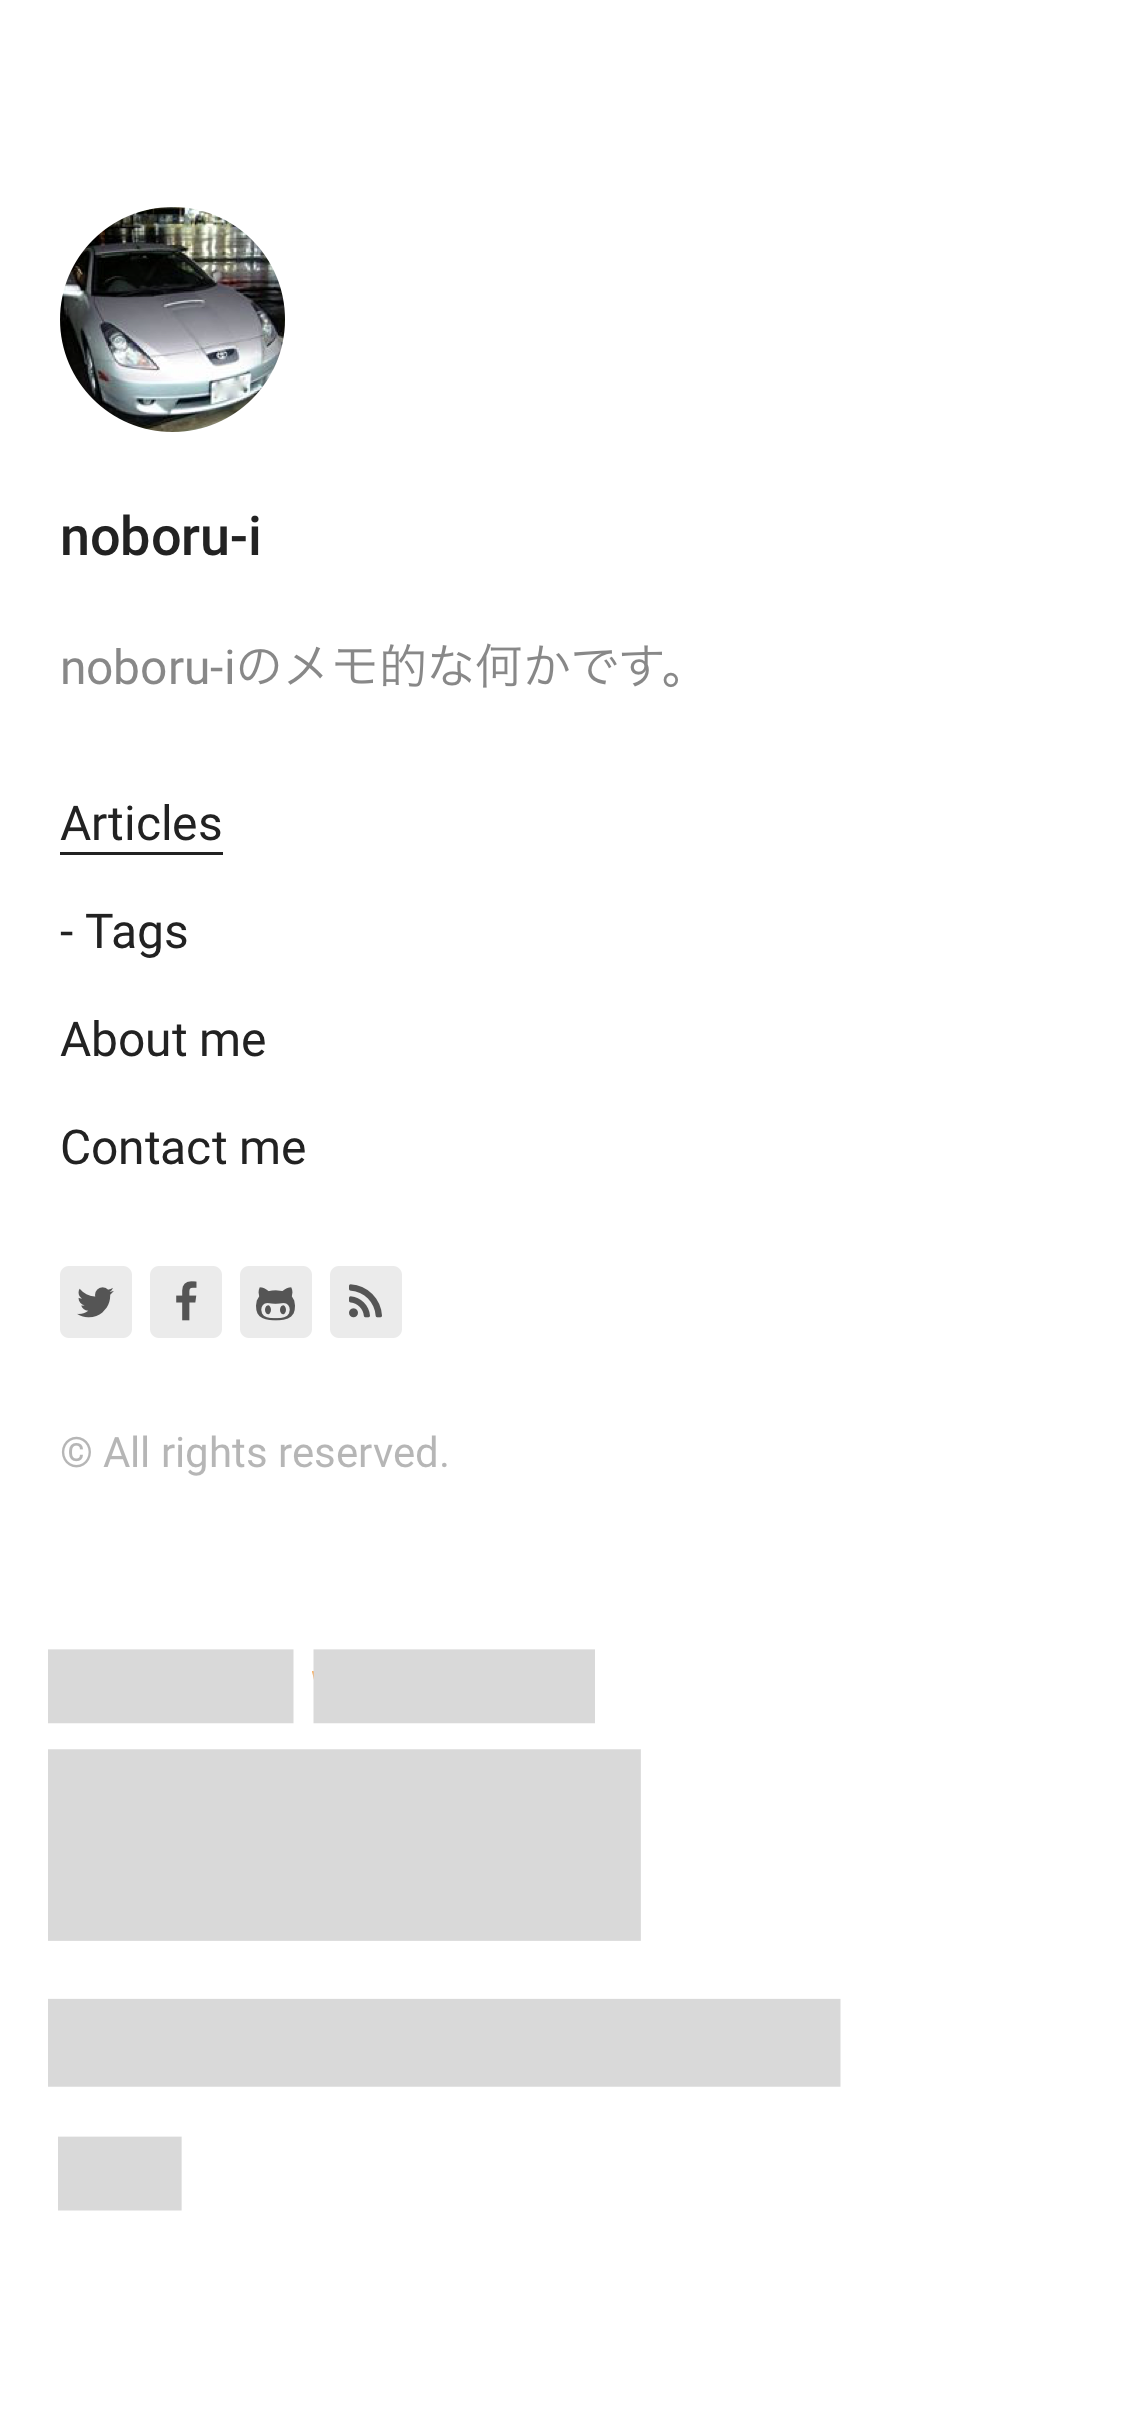 noboru-i
noboru-iのメモ的な何かです。
Articles
- Tags
About me
Contact me
© All rights reserved.